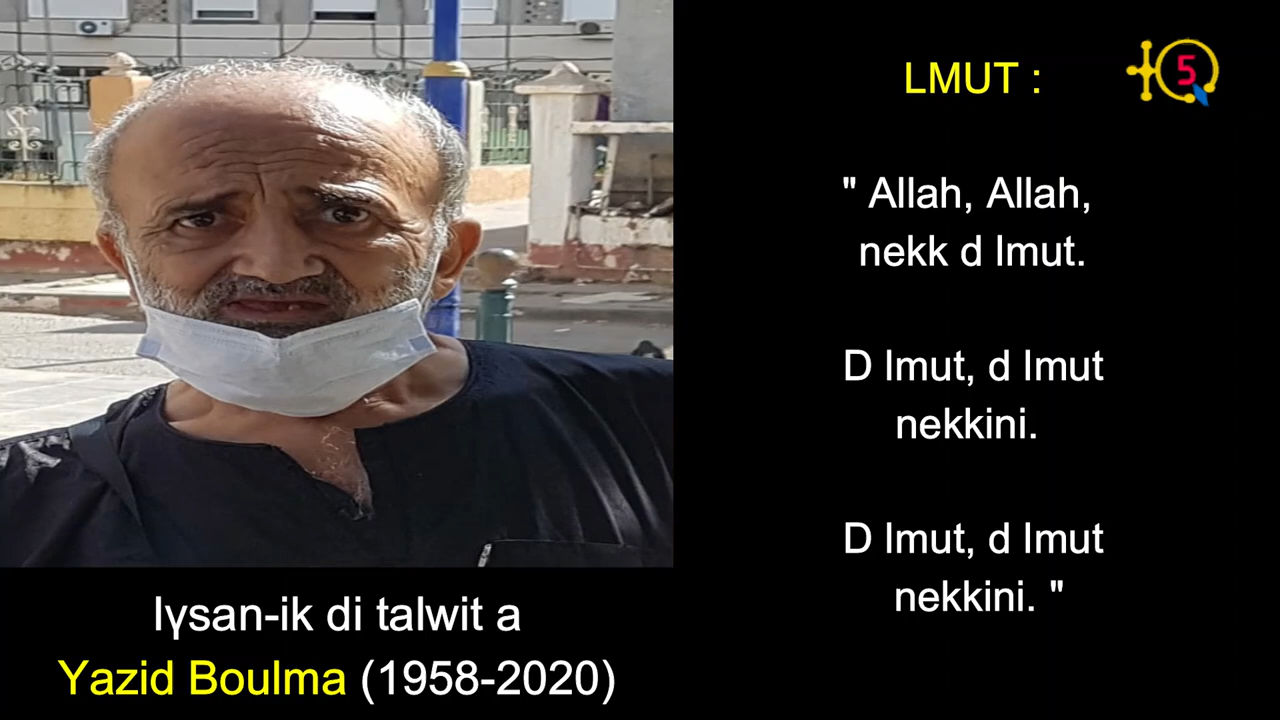 Iγsan-ik di talwit a
Yazid Boulma (1958-2020)
LMUT :
5
" Allah, Allah,
nekk d lmut.
D lmut, d lmut
nekkini.
D lmut, d lmut
nekkini. "